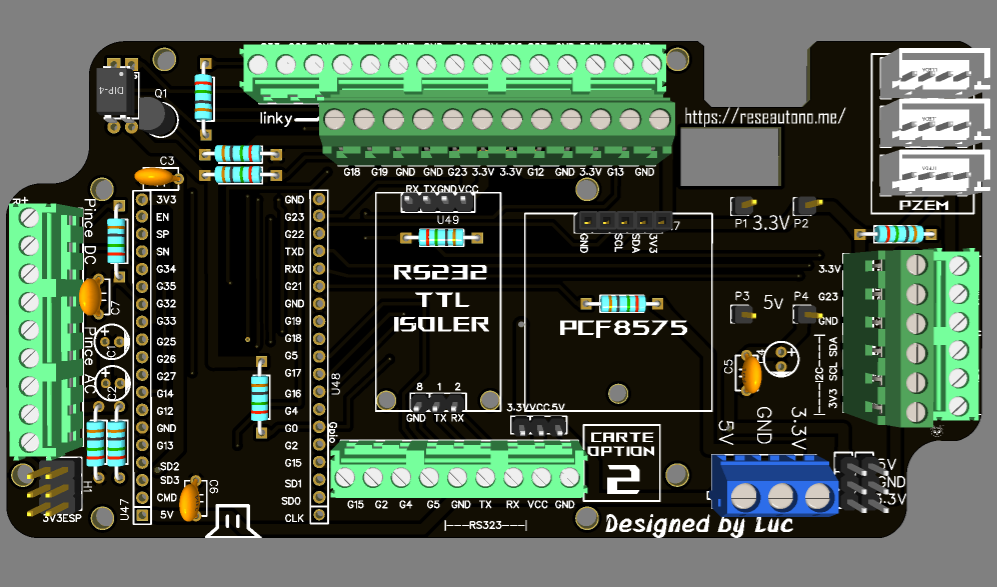 DIP-4
Q1
linky
https://reseautono.me/
G18 G19 GND GND G23 3.3V 3.3V G12 GND 3.3V G13 GND
C3
RX TX GND VCC
U49
PZEM
P1 3.3V P2
R+
Pince DC
3V3
EN
SP
SN
G34
G35
G32
G33
G25
G26
G27
G14
G12
GND
G13
SD2
SD3
CMD
5V
GND
G23
G22
TXD
RXD
G21
GND
G19
G18
G5
G17
G16
G4
G0
G2
G15
SD1
SD0
CLK
U47
U48
Gpio
C7
C1
Pince AC
C2
H1
3V3ESP
C6
RS232
TTL
ISOLER
8 1 2
GND TX RX
GND SCL SDA 3V3
PCF8575
3.3V VCC 5V
P3 5v P4
3.3V
G23
GND
SDA
SCL
3V3
I2C
C5
5V GND 3.3V
CARTE
OPTION
2
5V
GND
3.3V
G15 G2 G4 G5 GND TX RX VCC GND
RS323
Designed by Luc